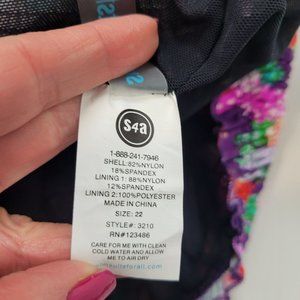 S4a
1-888-241-7946
SHELL: 82%NYLON
18%SPANDEX
LINING 1: 88%NYLON
12%SPANDEX
LINING 2:100%POLYESTER
MADE IN CHINA
SIZE: 22
STYLE#: 3210
RN#123486
CARE FOR ME WITH CLEAN
COLD WATER AND ALLOW
ME TO AIR DRY